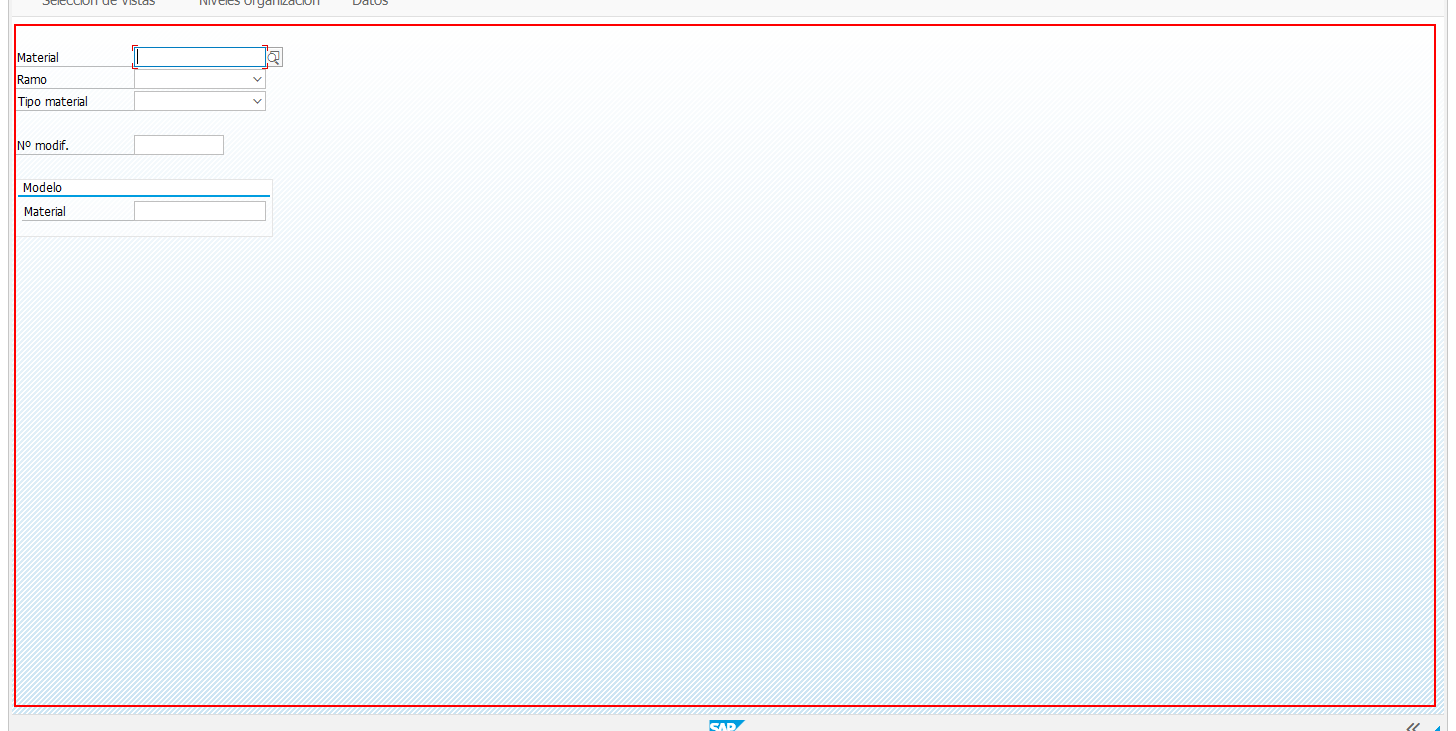 Selección de vistas Niveles organización Datos
Material
Ramo
Tipo material
Nº modif.
Modelo
Material
SAP